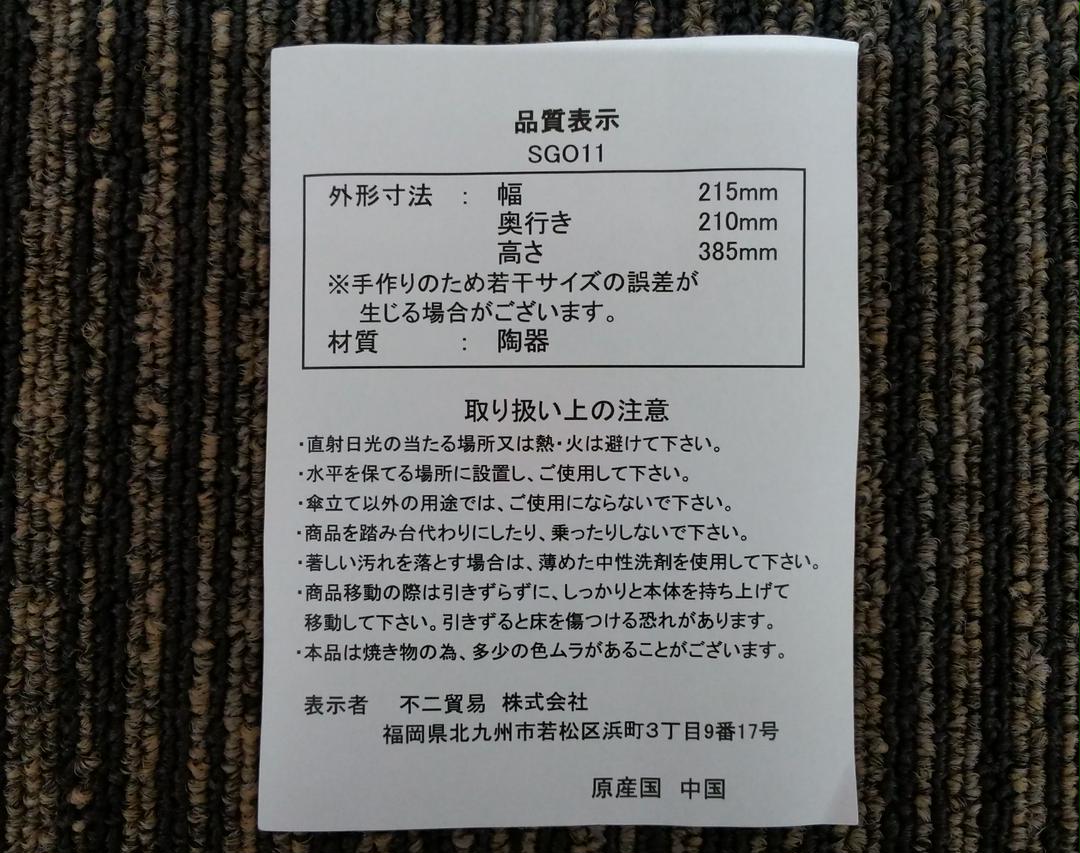 品質表示
SGO11
外形寸法 : 幅 215mm
奥行き 210mm
高さ 385mm
※手作りのため若干サイズの誤差が
生じる場合がございます。
材質 : 陶器
取り扱い上の注意
・直射日光の当たる場所又は熱・火は避けて下さい。
・水平を保てる場所に設置し、ご使用して下さい。
・傘立て以外の用途では、ご使用にならないで下さい。
・商品を踏み台代わりにしたり、乗ったりしないで下さい。
・著しい汚れを落とす場合は、薄めた中性洗剤を使用して下さい。
・商品移動の際は引きずらずに、しっかりと本体を持ち上げて
移動して下さい。引きずると床を傷つける恐れがあります。
・本品は焼き物の為、多少の色ムラがあることがございます。
表示者 不二貿易 株式会社
福岡県北九州市若松区浜町3丁目9番17号
原産国 中国